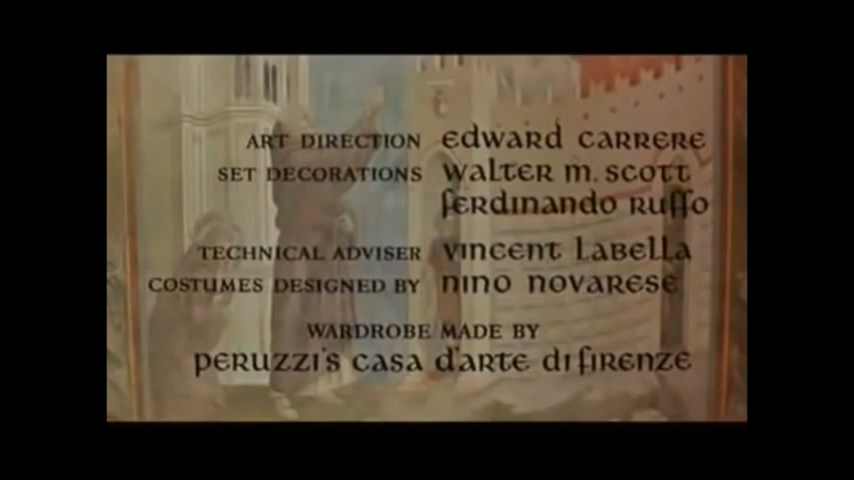 ART DIRECTION EDWARD CARRERE
SET DECORATIONS WALTER M. SCOTT
FERDINANDO RUFFO
TECHNICAL ADVISER VINCENT LABELLA
COSTUMES DESIGNED BY NINO NOVARESE
WARDROBE MADE BY
PERUZZI'S CASA D'ARTE DI FIRENZE